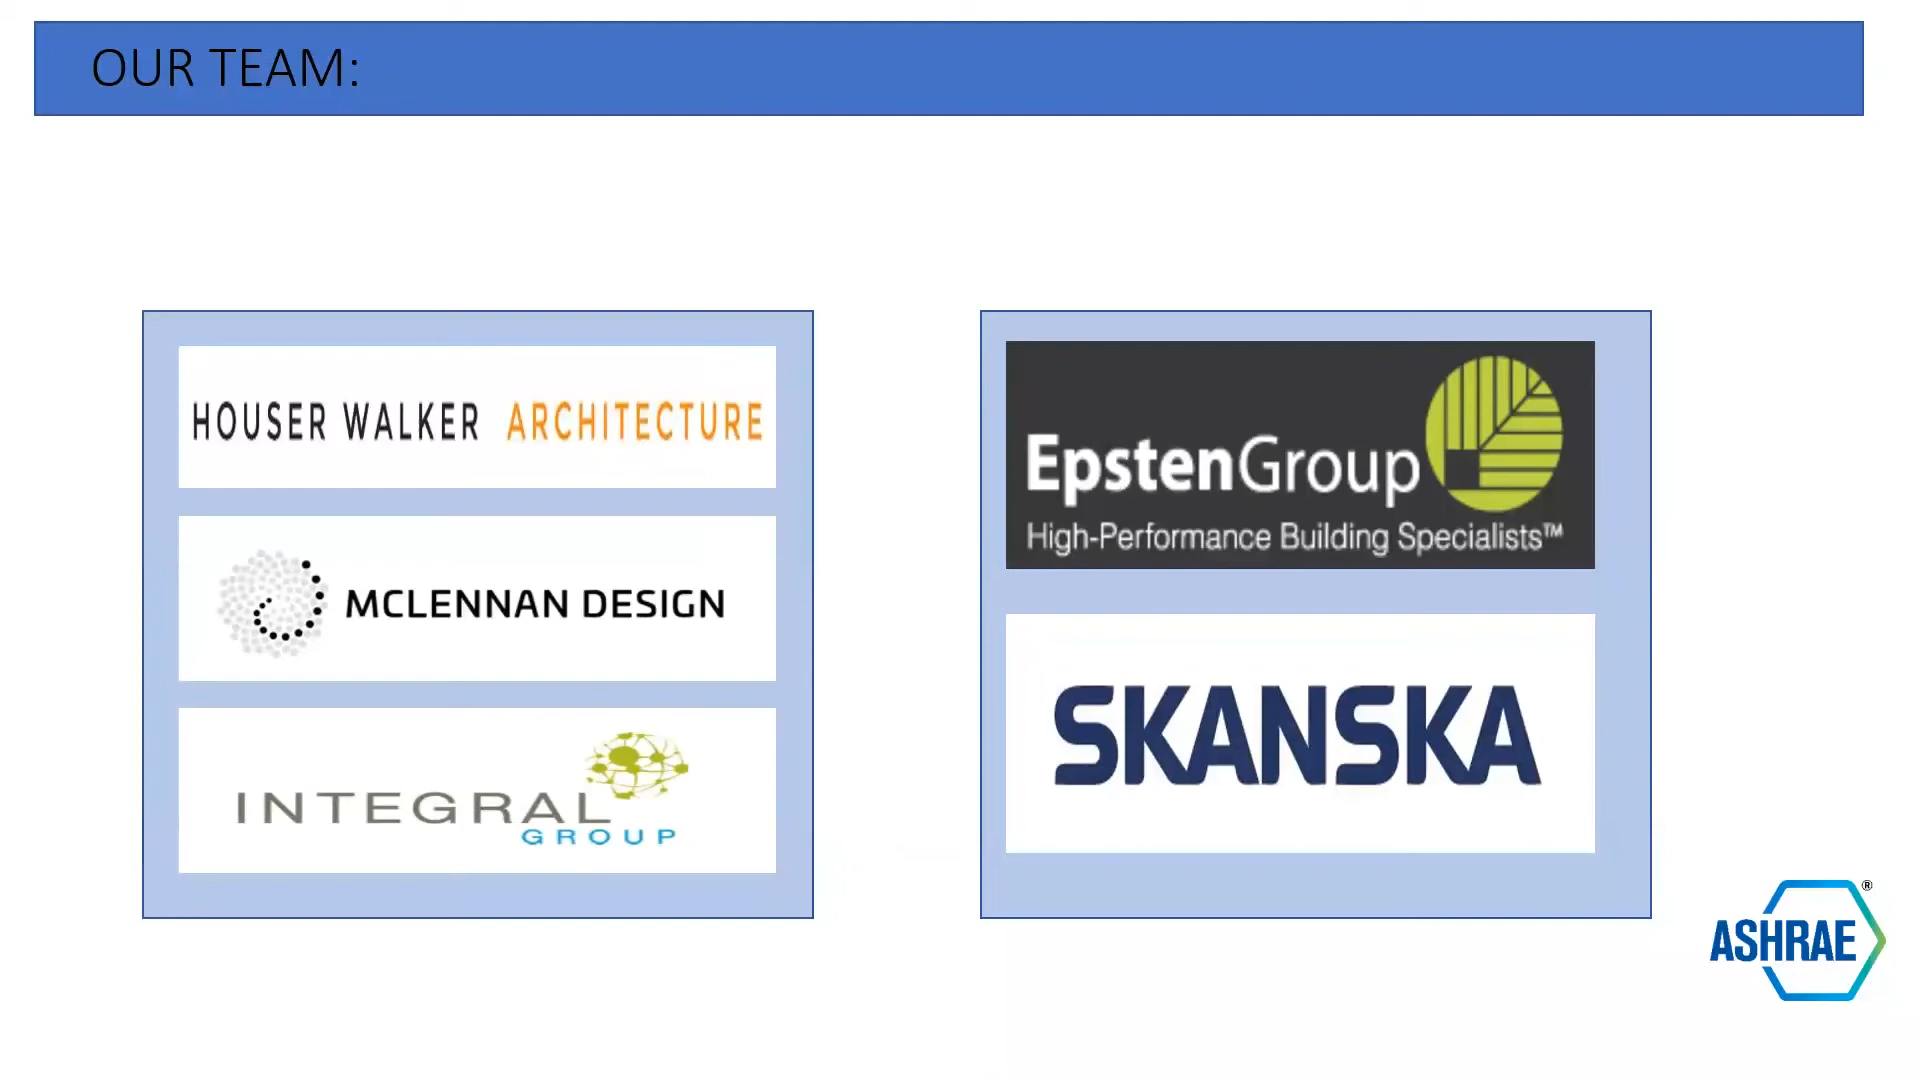 OUR TEAM:
HOUSER WALKER ARCHITECTURE
MCLENNAN DESIGN
INTEGRAL
GROUP
EpstenGroup
High-Performance Building Specialists™
SKANSKA
ASHRAE®